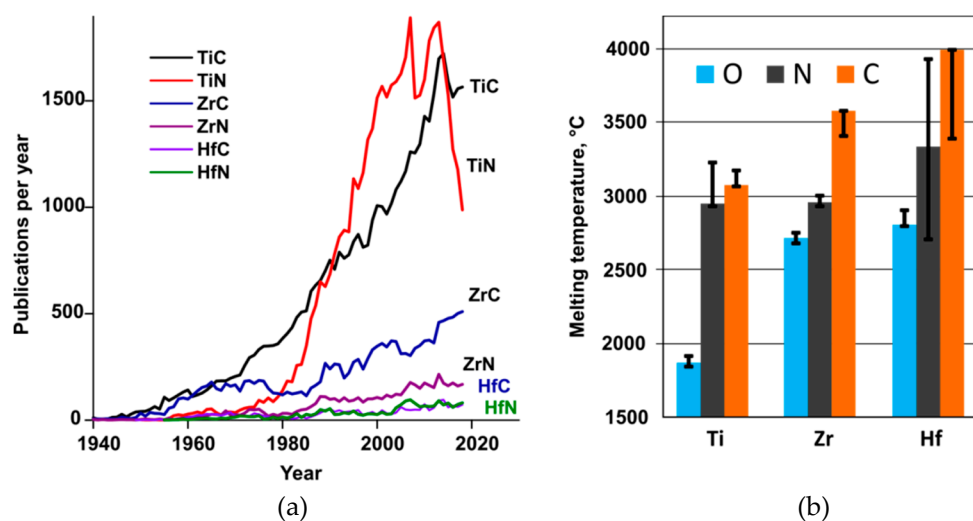 Publications per year
1500
1000
500
0
1940
1960
1980
2000
2020
Year
TiC
TiN
ZrC
ZrN
HfC
HfN
TiC
TiN
ZrC
ZrN
HfC
HfN
(a)
Melting temperature, °C
4000
3500
3000
2500
2000
1500
O N C
Ti Zr Hf
(b)